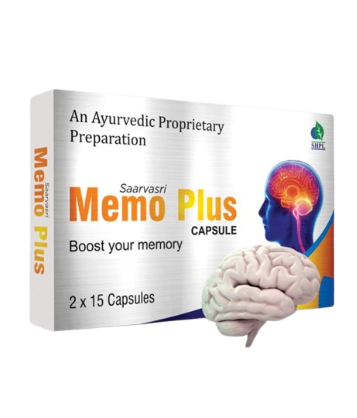 An Ayurvedic Proprietary
Preparation
SHPL
Saarvasri
Memo Plus
CAPSULE
Boost your memory
2 x 15 Capsules
Saarvasri
Memo Plus